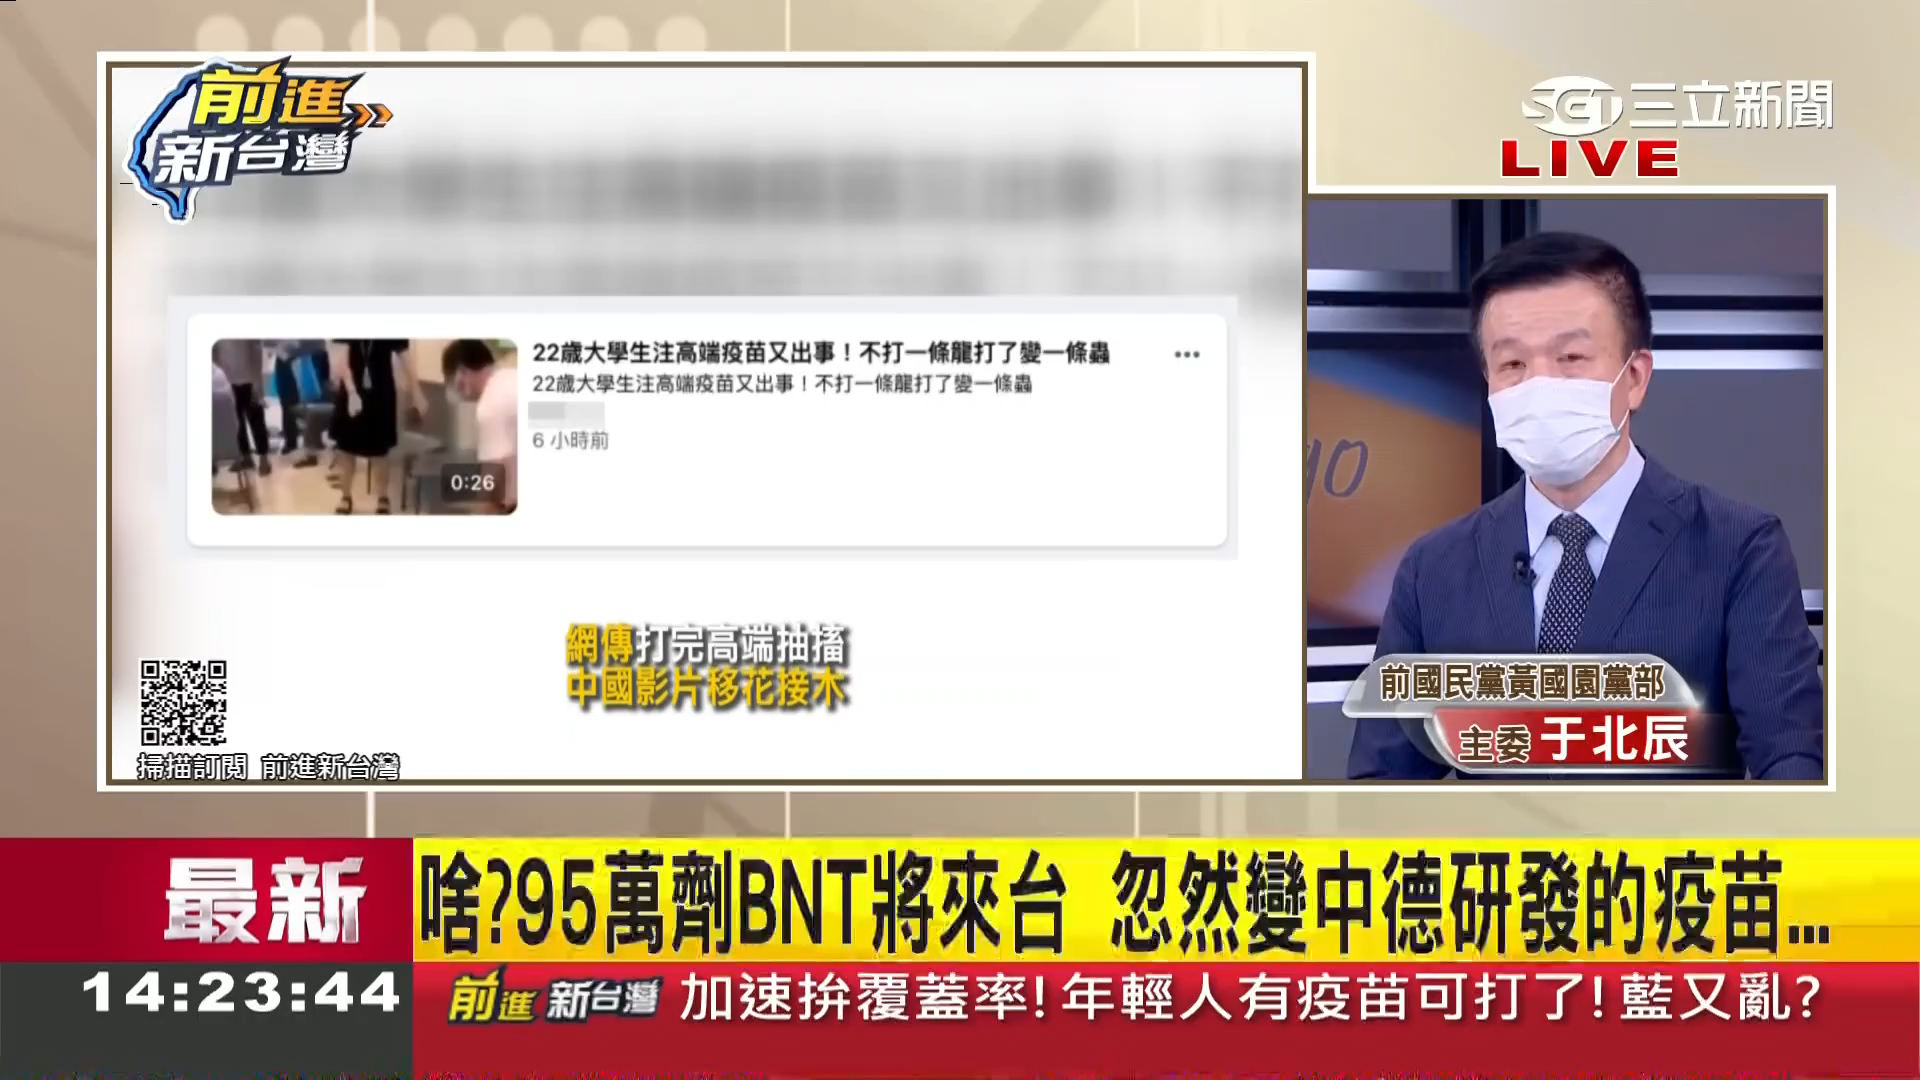 前進
新台灣
SET三立新聞
LIVE
22歲大學生注高端疫苗又出事！不打一條龍打了變一條蟲
22歲大學生注高端疫苗又出事！不打一條龍打了變一條蟲
6 小時前
0:26
網傳打完高端抽搐
中國影片移花接木
掃描訂閱 前進新台灣
前國民黨黃國園黨部
主委 于北辰
最新
啥?95萬劑BNT將來台 忽然變中德研發的疫苗...
14:23:44
前進新台灣 加速拚覆蓋率!年輕人有疫苗可打了!藍又亂?